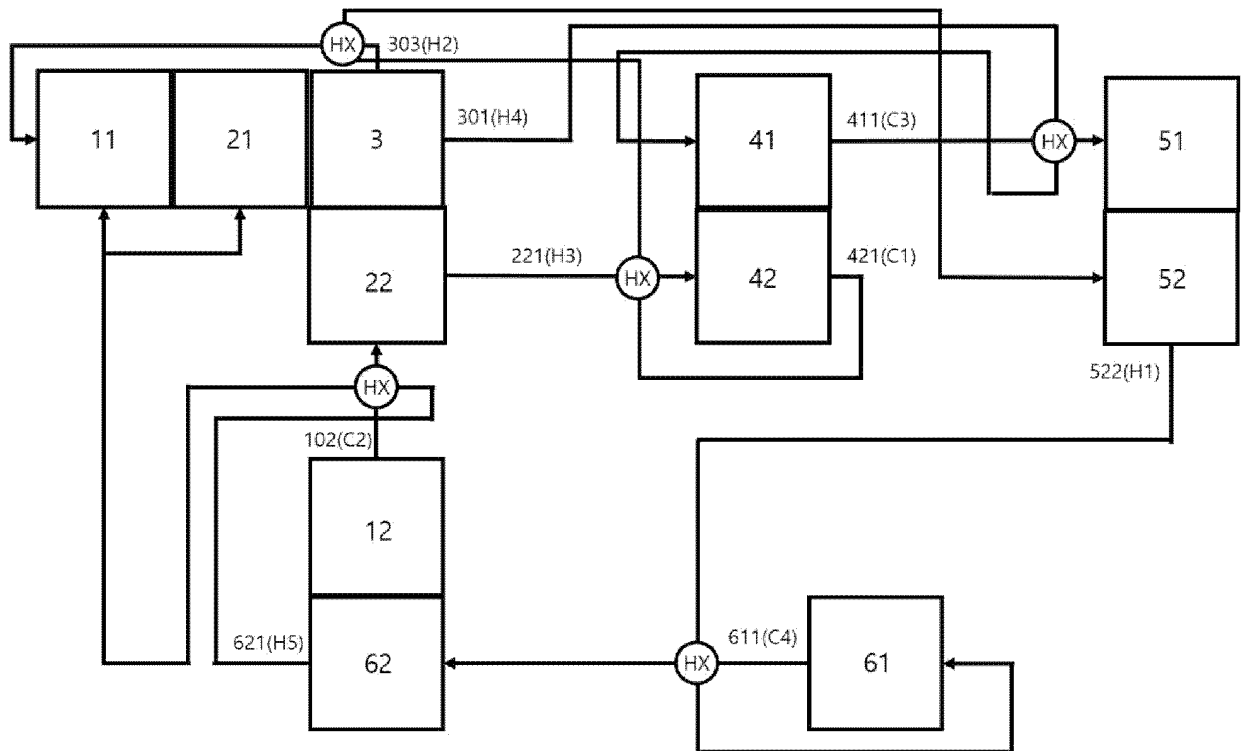 HX
303(H2)
11
21
3
301(H4)
41
411(C3)
HX
51
22
221(H3)
HX
42
421(C1)
52
HX
522(H1)
102(C2)
12
621(H5)
62
HX
611(C4)
61